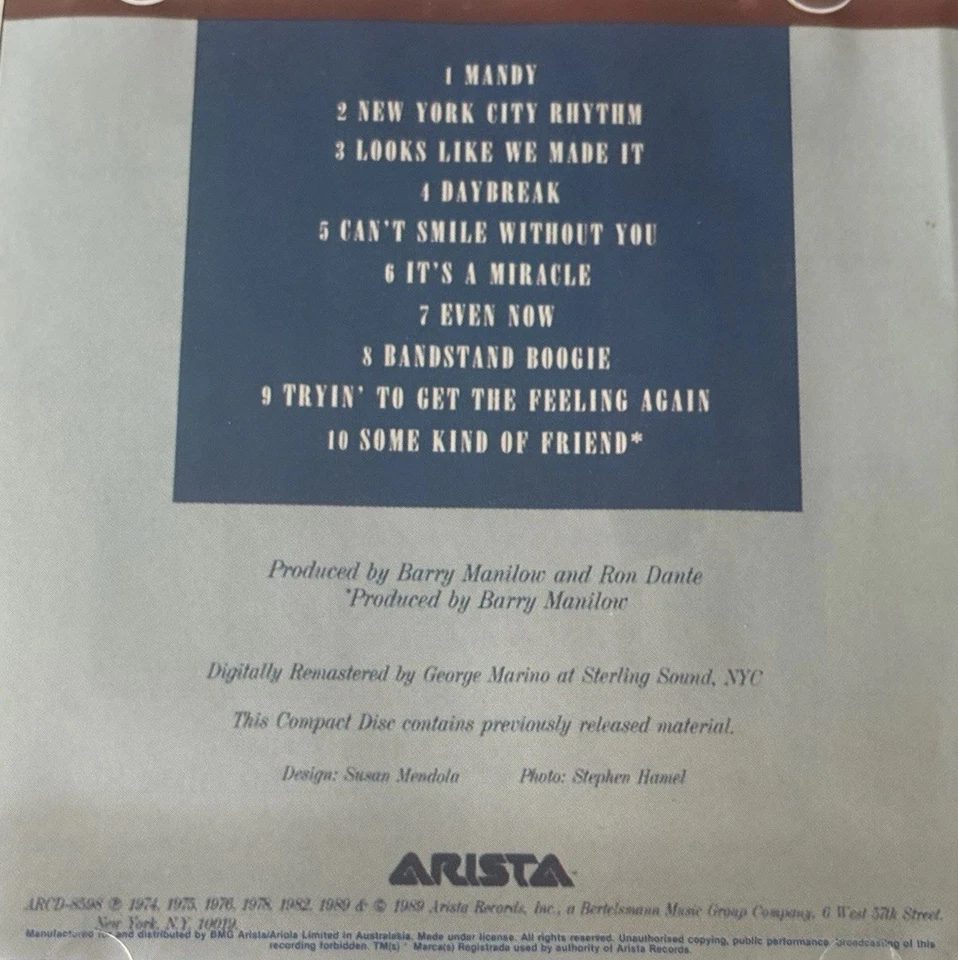 1 MANDY
2 NEW YORK CITY RHYTHM
3 LOOKS LIKE WE MADE IT
4 DAYBREAK
5 CAN'T SMILE WITHOUT YOU
6 IT'S A MIRACLE
7 EVEN NOW
8 BANDSTAND BOOGIE
9 TRYIN' TO GET THE FEELING AGAIN
10 SOME KIND OF FRIEND*
Produced by Barry Manilow and Ron Dante
*Produced by Barry Manilow
Digitally Remastered by George Marino at Sterling Sound, NYC
This Compact Disc contains previously released material.
Design: Susan Mendola Photo: Stephen Hamel
ARISTA
ARCD-8598 ℗ 1974, 1975, 1976, 1978, 1982, 1989 & © 1989 Arista Records, Inc., a Bertelsmann Music Group Company, 6 West 57th Street,
New York, N.Y. 10019.
Manufactured and distributed by BMG Arista/Ariola Limited in Australasia. Made under license. All rights reserved. Unauthorised copying, public performance broadcasting of this
recording forbidden. TM(s) * Marca(s) Registrada used by authority of Arista Records.